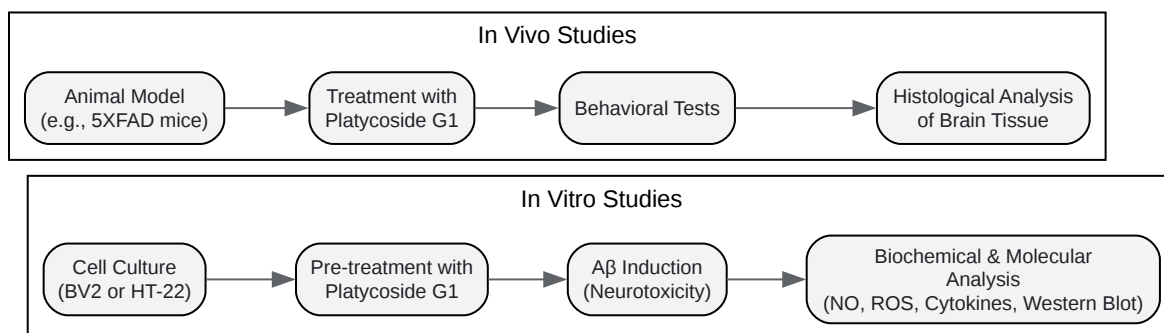 In Vivo Studies
Animal Model
(e.g., 5XFAD mice)
Treatment with
Platycoside G1
Behavioral Tests
Histological Analysis
of Brain Tissue
In Vitro Studies
Cell Culture
(BV2 or HT-22)
Pre-treatment with
Platycoside G1
Aβ Induction
(Neurotoxicity)
Biochemical & Molecular
Analysis
(NO, ROS, Cytokines, Western Blot)